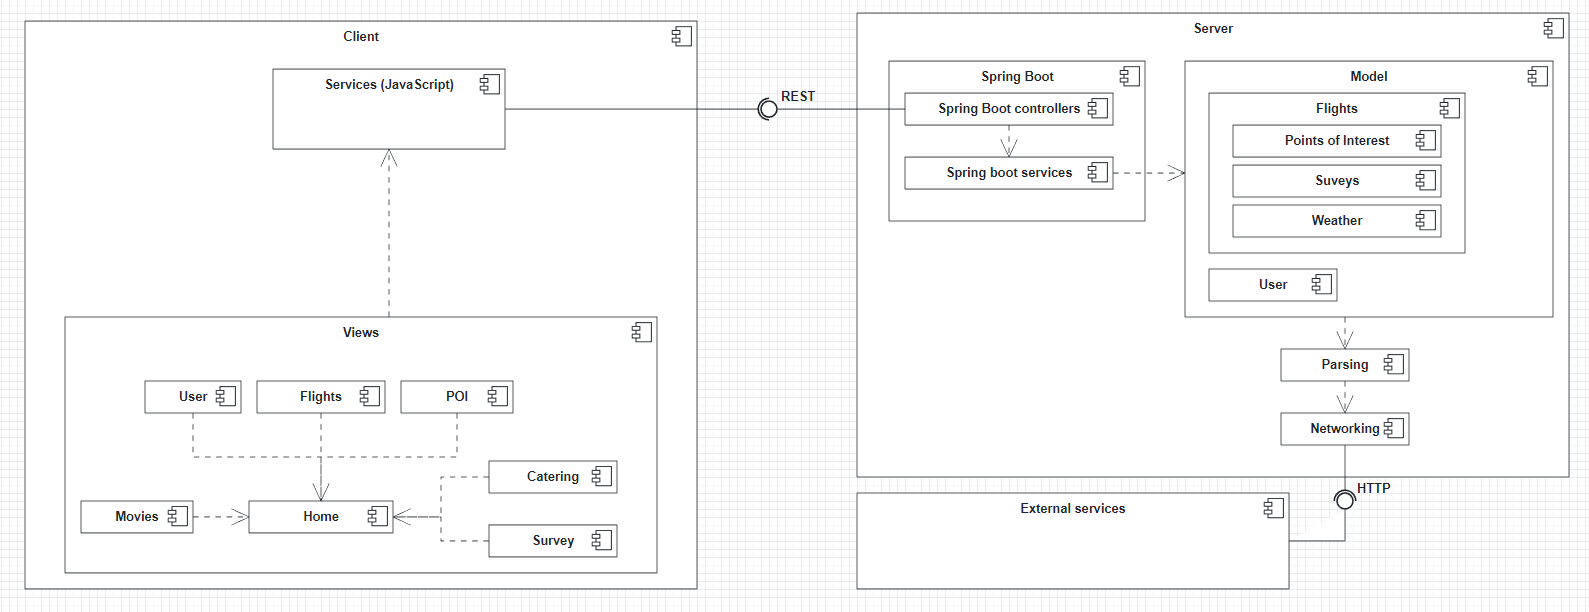 Client
Services (JavaScript)
Views
User
Flights
POI
Catering
Movies
Home
Survey
REST
Server
Spring Boot
Spring Boot controllers
Spring boot services
Model
Flights
Points of Interest
Suveys
Weather
User
Parsing
Networking
HTTP
External services